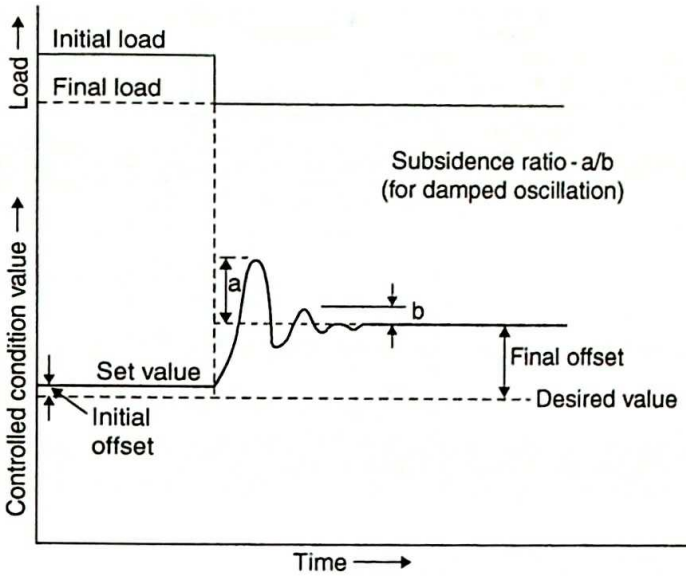 Load
Initial load
Final load
Subsidence ratio - a/b
(for damped oscillation)
Controlled condition value
a
b
Set value
Final offset
Desired value
Initial
offset
Time